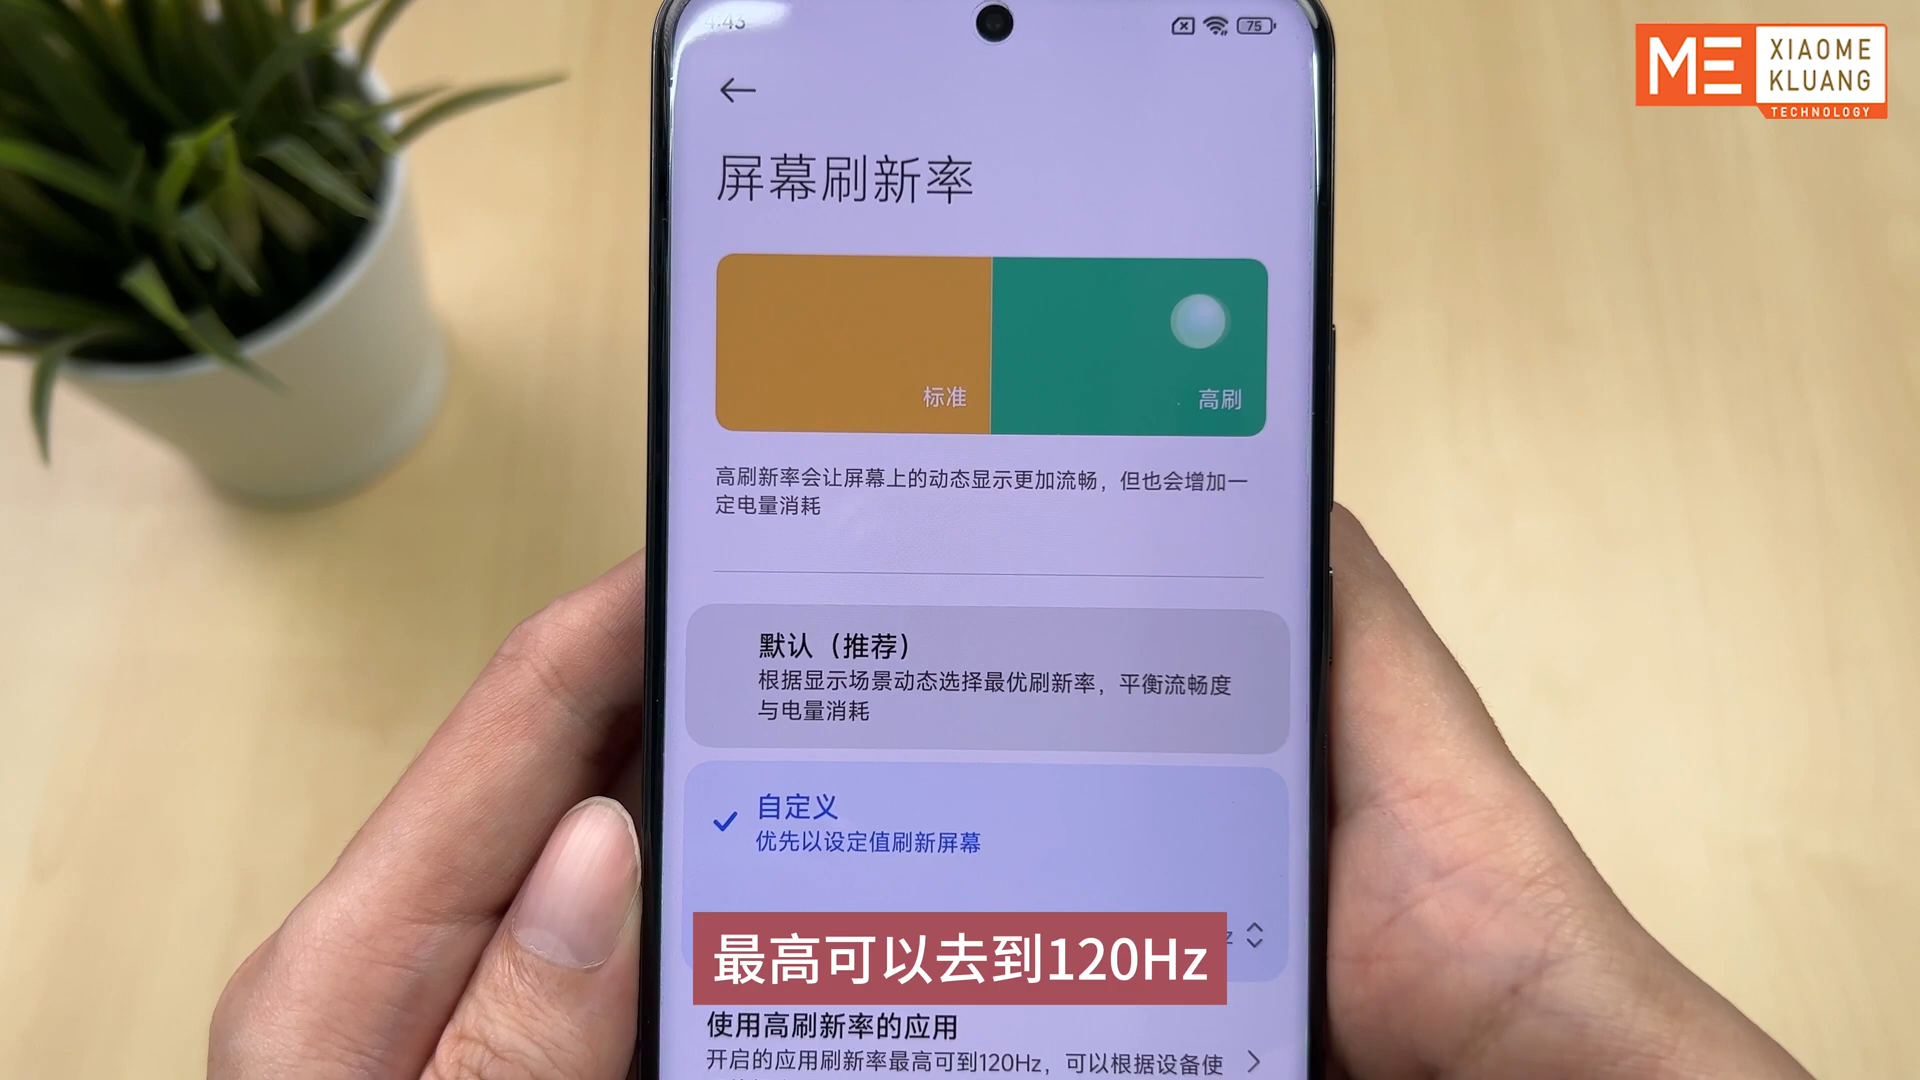 4:43
75
ME XIAOME
KLUANG
TECHNOLOGY
屏幕刷新率
标准
高刷
高刷新率会让屏幕上的动态显示更加流畅，但也会增加一
定电量消耗
默认（推荐）
根据显示场景动态选择最优刷新率，平衡流畅度
与电量消耗
自定义
优先以设定值刷新屏幕
z
最高可以去到120Hz
使用高刷新率的应用
开启的应用刷新率最高可到120Hz，可以根据设备使